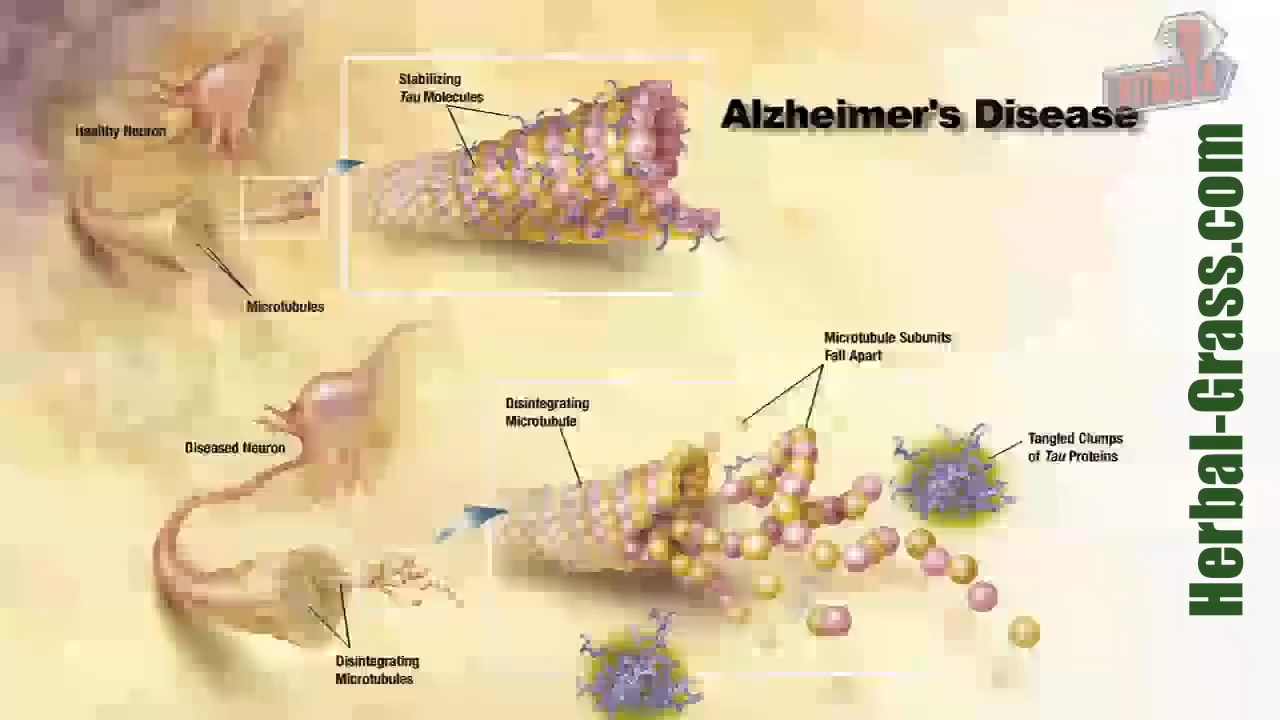 Stabilizing
Tau Molecules
Alzheimer's Disease
Healthy Neuron
Microtubules
Microtubule Subunits
Fall Apart
Disintegrating
Microtubule
Diseased Neuron
Tangled Clumps
of Tau Proteins
Disintegrating
Microtubules
Herbal-Grass.com